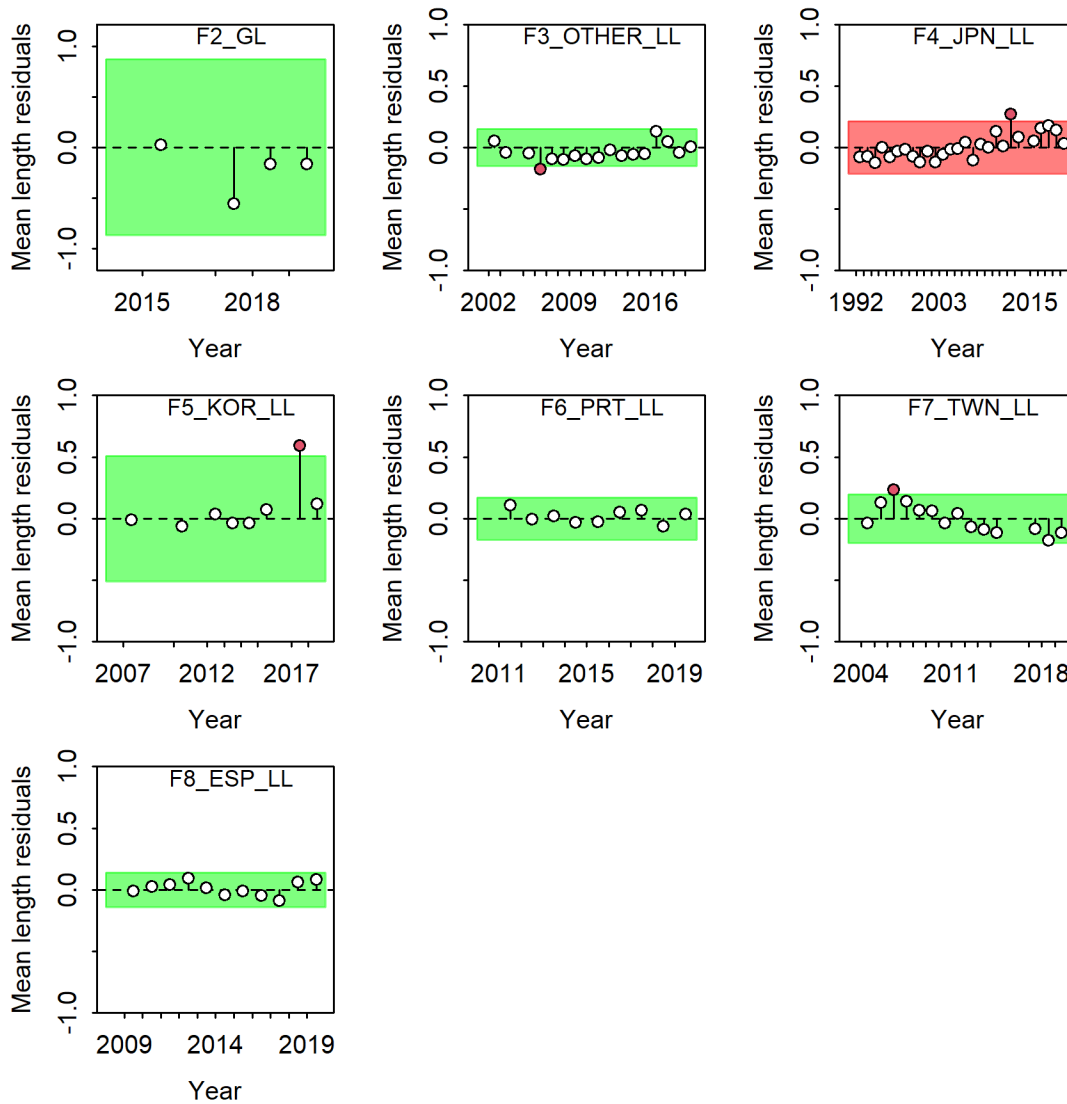 F2_GL
Mean length residuals
1.0
0.0
-1.0
2015 2018
Year
F3_OTHER_LL
Mean length residuals
1.0
0.5
0.0
-1.0
2002 2009 2016
Year
F4_JPN_LL
Mean length residuals
1.0
0.5
0.0
-1.0
1992 2003 2015
Year
F5_KOR_LL
Mean length residuals
1.0
0.5
0.0
-1.0
2007 2012 2017
Year
F6_PRT_LL
Mean length residuals
1.0
0.5
0.0
-1.0
2011 2015 2019
Year
F7_TWN_LL
Mean length residuals
1.0
0.5
0.0
-1.0
2004 2011 2018
Year
F8_ESP_LL
Mean length residuals
1.0
0.5
0.0
-1.0
2009 2014 2019
Year